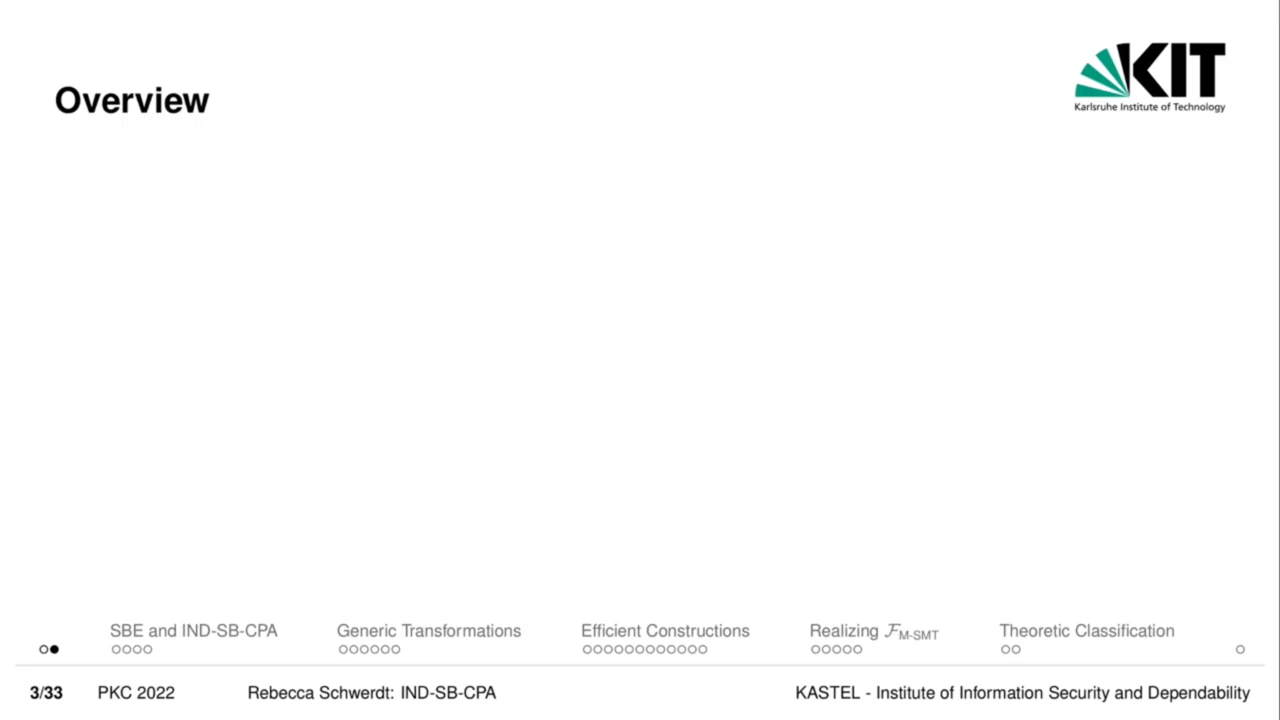 Overview
KIT
Karlsruhe Institute of Technology
SBE and IND-SB-CPA
Generic Transformations
Efficient Constructions
Realizing ℱM-SMT
Theoretic Classification
3/33 PKC 2022 Rebecca Schwerdt: IND-SB-CPA KASTEL - Institute of Information Security and Dependability